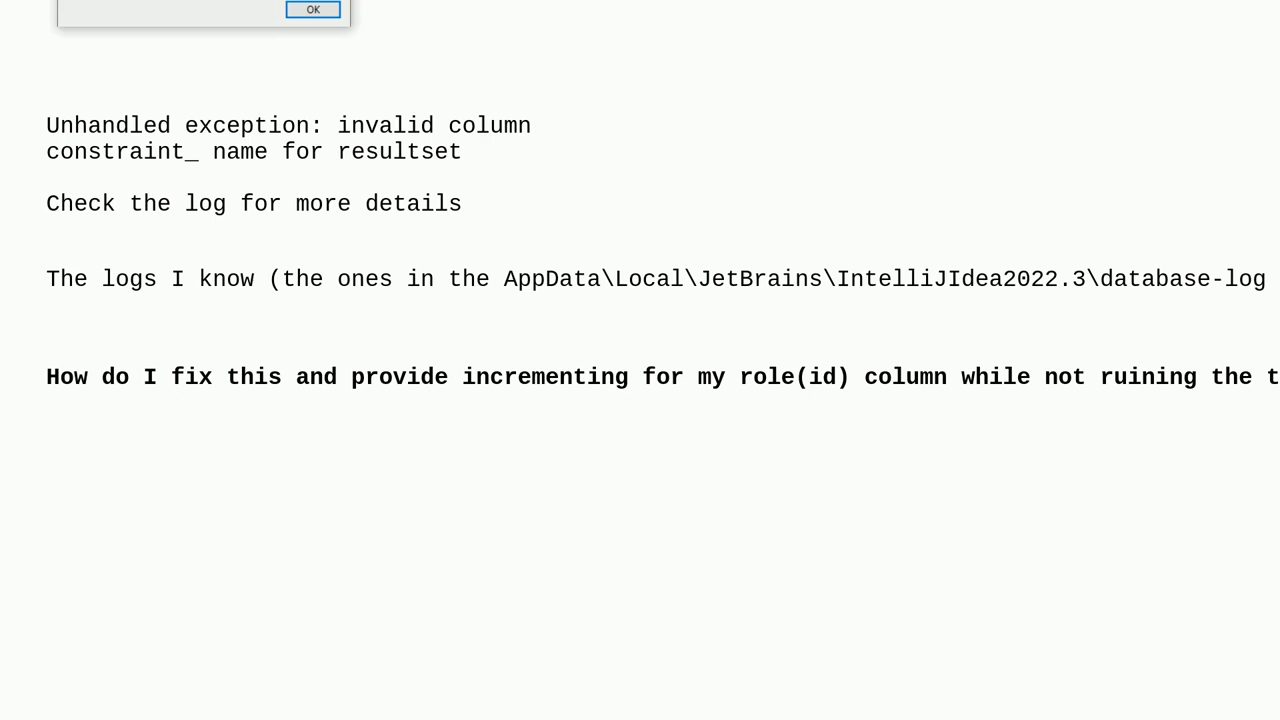 OK
Unhandled exception: invalid column
constraint_ name for resultset
Check the log for more details
The logs I know (the ones in the AppData\Local\JetBrains\IntelliJIdea2022.3\database-log
How do I fix this and provide incrementing for my role(id) column while not ruining the t